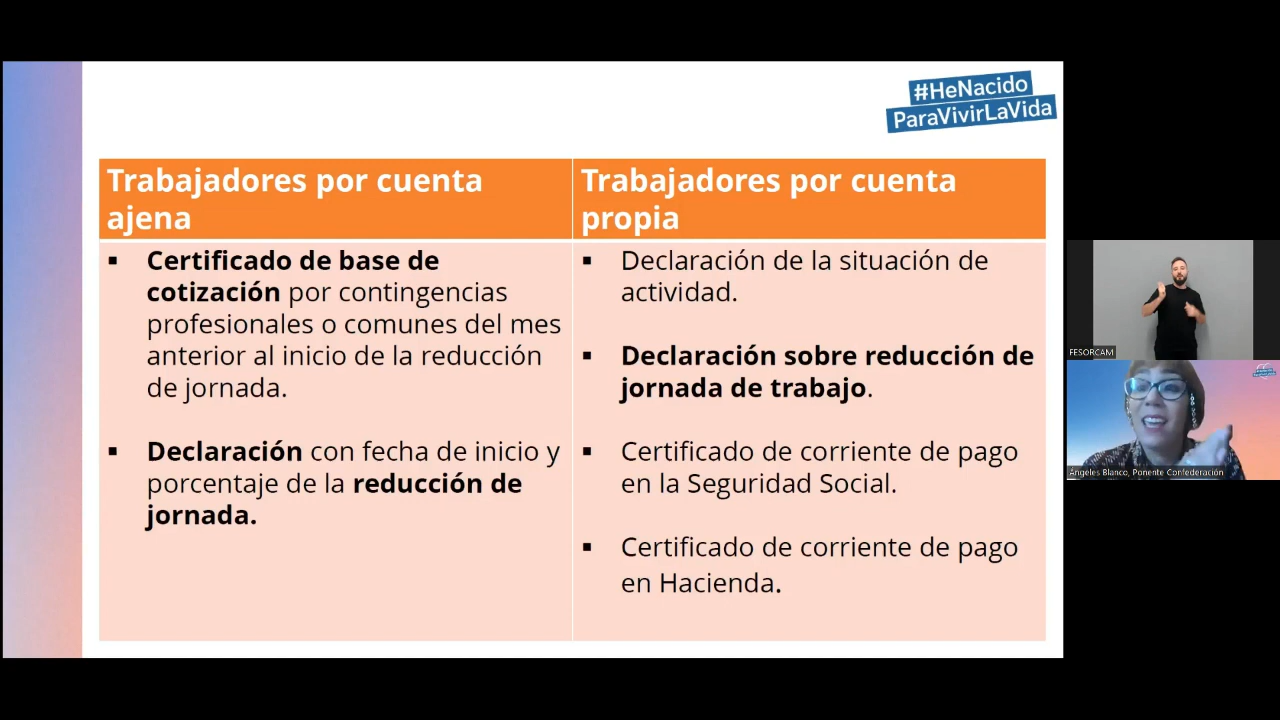 #HeNacido
ParaVivirLaVida
Trabajadores por cuenta
ajena
▪ Certificado de base de
cotización por contingencias
profesionales o comunes del mes
anterior al inicio de la reducción
de jornada.
▪ Declaración con fecha de inicio y
porcentaje de la reducción de
jornada.
Trabajadores por cuenta
propia
▪ Declaración de la situación de
actividad.
▪ Declaración sobre reducción de
jornada de trabajo.
▪ Certificado de corriente de pago
en la Seguridad Social.
▪ Certificado de corriente de pago
en Hacienda.
FESORCAM
Ángeles Blanco, Ponente Confederación